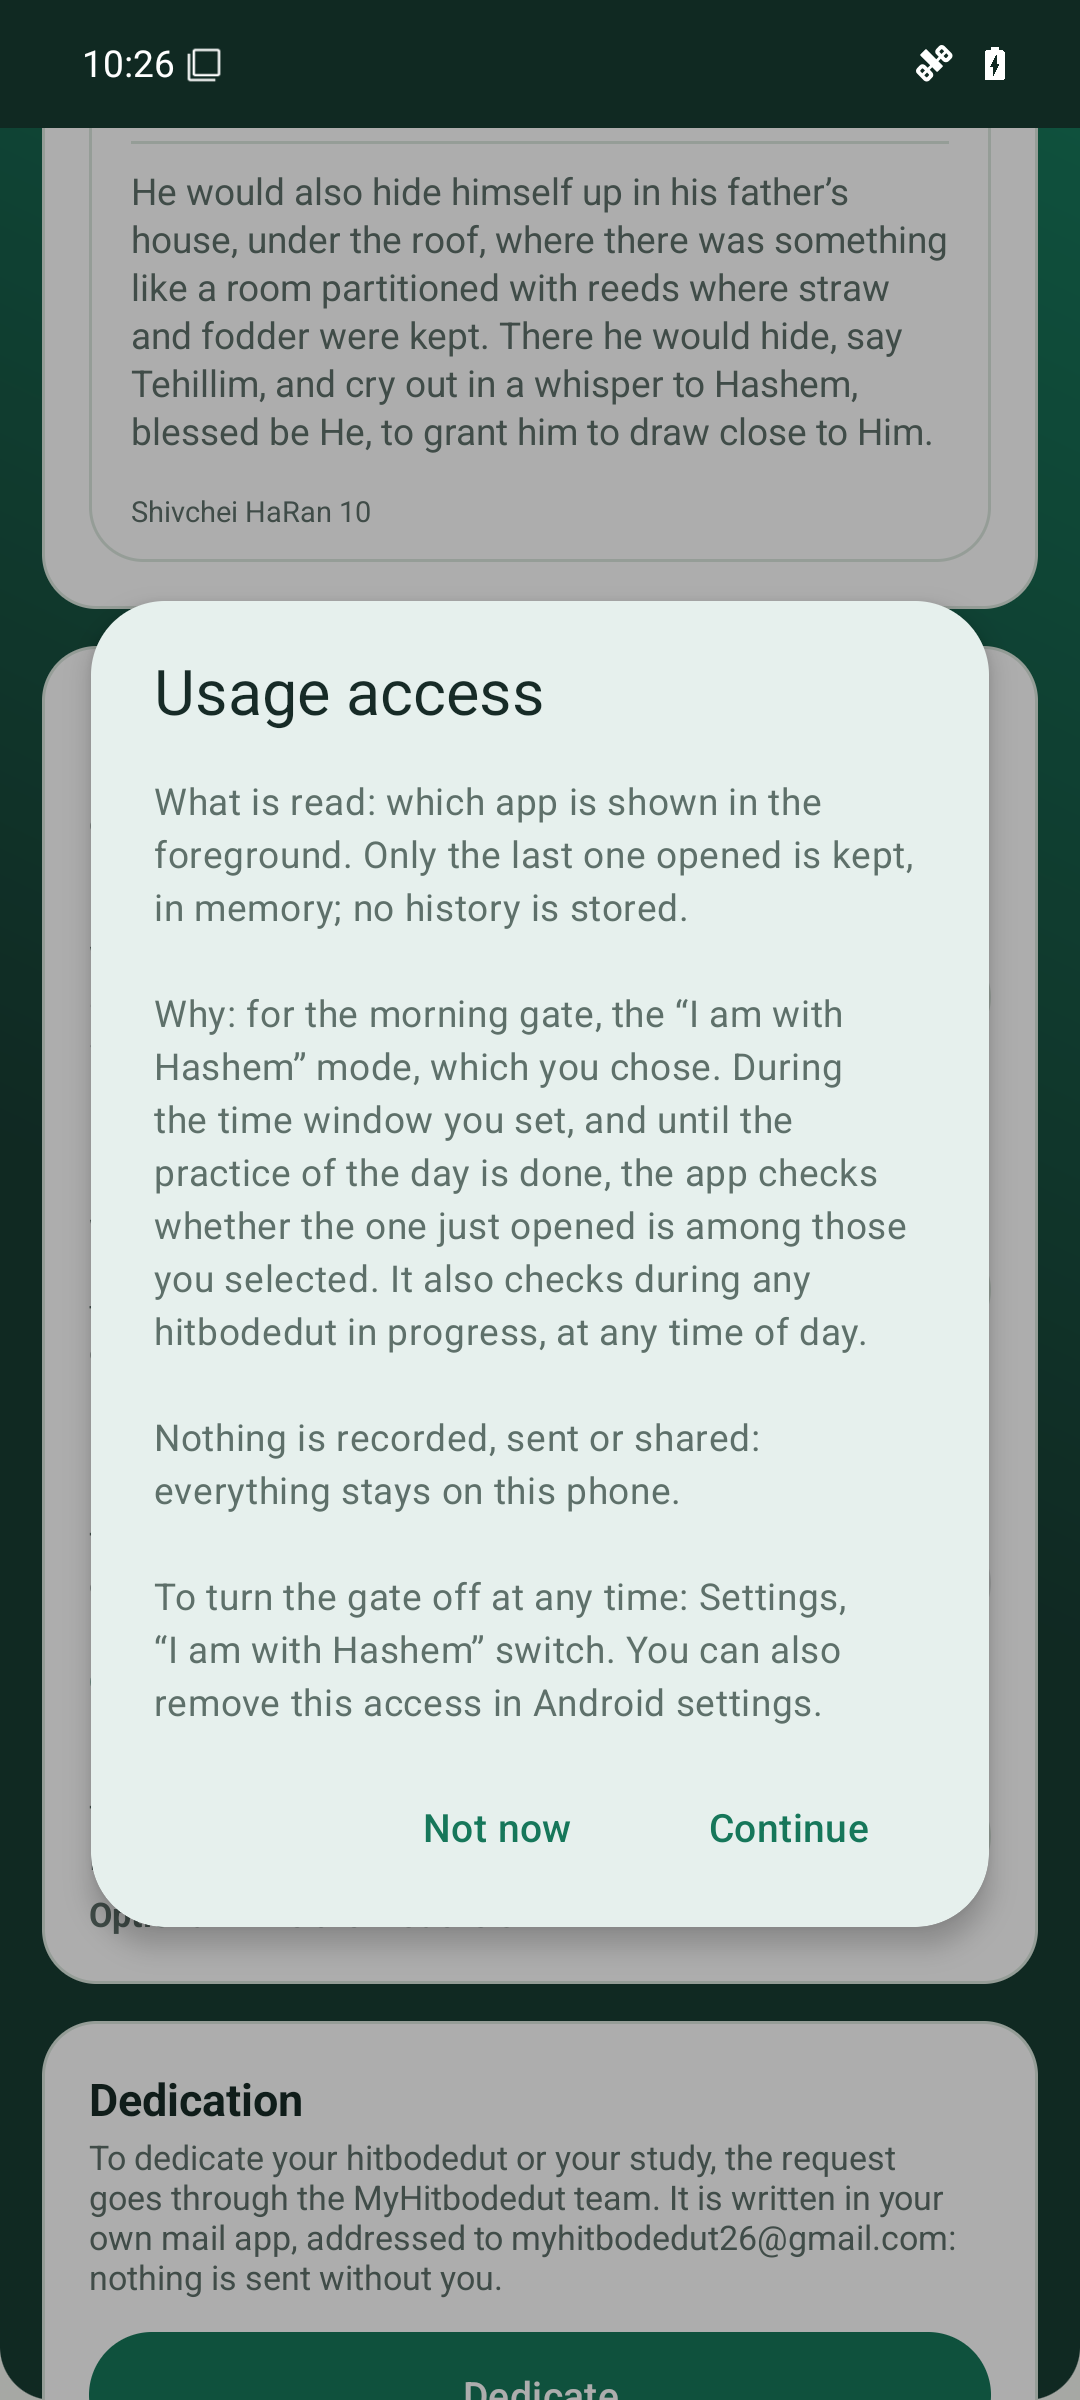 10:26
He would also hide himself up in his father’s
house, under the roof, where there was something
like a room partitioned with reeds where straw
and fodder were kept. There he would hide, say
Tehillim, and cry out in a whisper to Hashem,
blessed be He, to grant him to draw close to Him.
Shivchei HaRan 10
Usage access
What is read: which app is shown in the
foreground. Only the last one opened is kept,
in memory; no history is stored.
Why: for the morning gate, the “I am with
Hashem” mode, which you chose. During
the time window you set, and until the
practice of the day is done, the app checks
whether the one just opened is among those
you selected. It also checks during any
hitbodedut in progress, at any time of day.
Nothing is recorded, sent or shared:
everything stays on this phone.
To turn the gate off at any time: Settings,
“I am with Hashem” switch. You can also
remove this access in Android settings.
Not now
Continue
Dedication
To dedicate your hitbodedut or your study, the request
goes through the MyHitbodedut team. It is written in your
own mail app, addressed to myhitbodedut26@gmail.com:
nothing is sent without you.
Dedicate